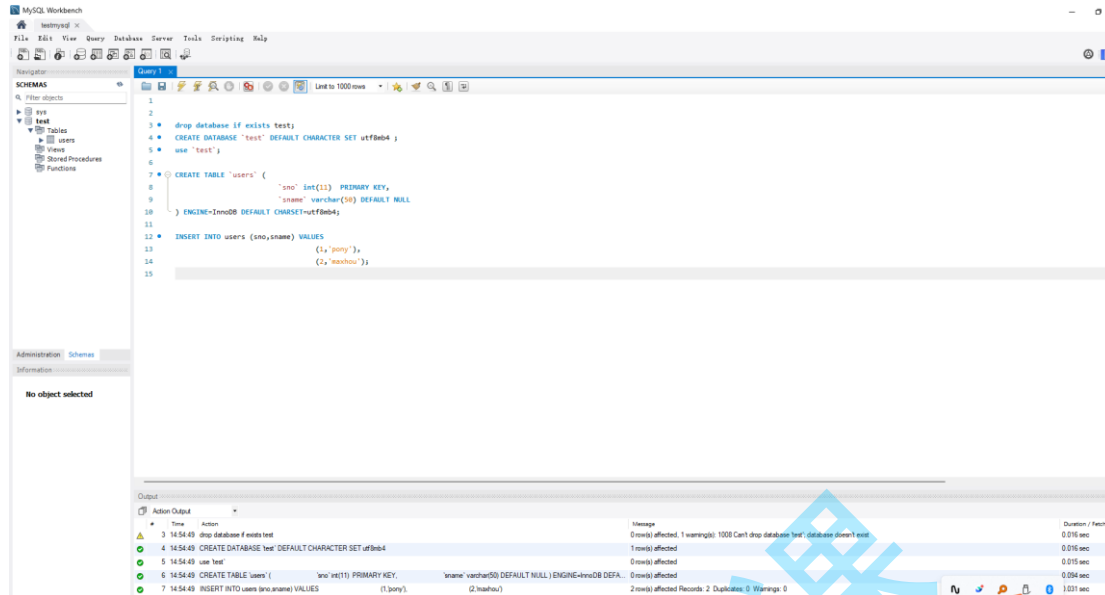 MySQL Workbench
testmysql ×
File Edit View Query Database Server Tools Scripting Help
Navigator
SCHEMAS
Filter objects
sys
test
Tables
users
Views
Stored Procedures
Functions
Administration Schemas
Information
No object selected
Query 1 ×
Limit to 1000 rows
1
2
3 drop database if exists test;
4 CREATE DATABASE `test` DEFAULT CHARACTER SET utf8mb4 ;
5 use `test`;
6
7 CREATE TABLE `users` (
8 `sno` int(11) PRIMARY KEY,
9 `sname` varchar(50) DEFAULT NULL
10 ) ENGINE=InnoDB DEFAULT CHARSET=utf8mb4;
11
12 INSERT INTO users (sno,sname) VALUES
13 (1,'pony'),
14 (2,'maxhou');
15
Output
Action Output
# Time Action Message Duration / Fetch
3 14:54:49 drop database if exists test 0 row(s) affected, 1 warning(s): 1008 Can't drop database 'test'; database doesn't exist 0.016 sec
4 14:54:49 CREATE DATABASE `test` DEFAULT CHARACTER SET utf8mb4 1 row(s) affected 0.016 sec
5 14:54:49 use `test` 0 row(s) affected 0.015 sec
6 14:54:49 CREATE TABLE `users` ( `sno` int(11) PRIMARY KEY, `sname` varchar(50) DEFAULT NULL ) ENGINE=InnoDB DEFA... 0 row(s) affected 0.094 sec
7 14:54:49 INSERT INTO users (sno,sname) VALUES (1,'pony'), (2,'maxhou') 2 row(s) affected Records: 2 Duplicates: 0 Warnings: 0 0.031 sec